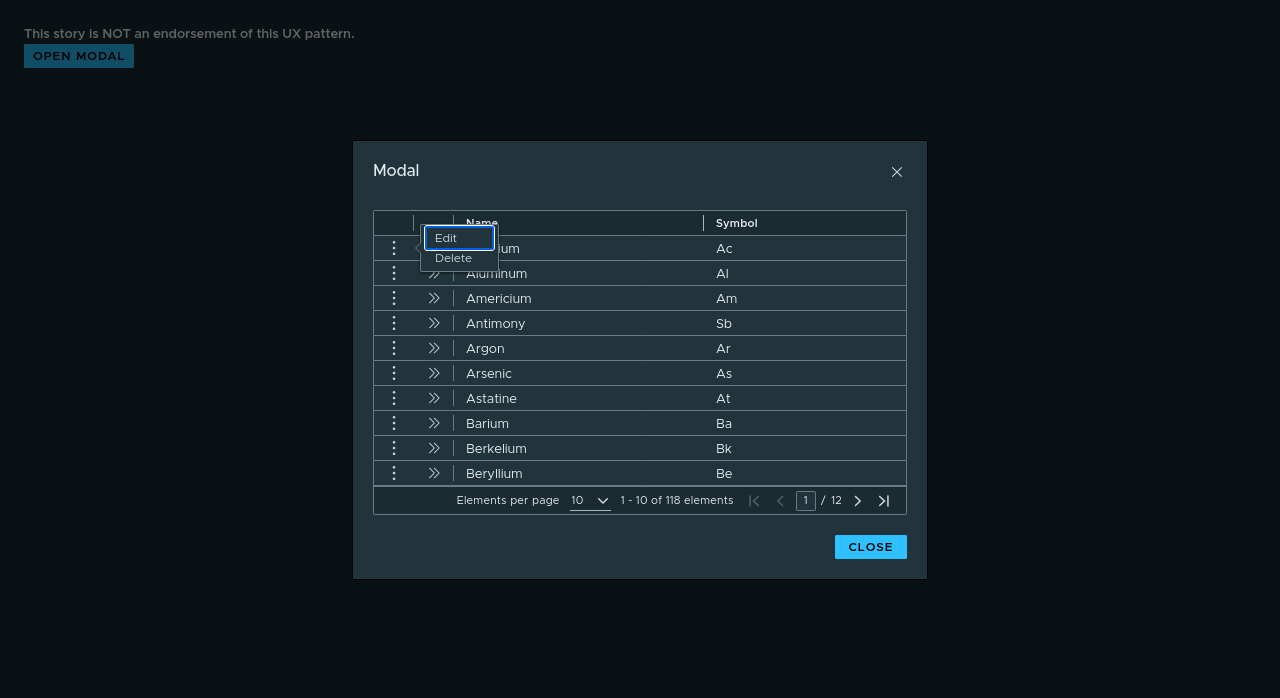 This story is NOT an endorsement of this UX pattern.
OPEN MODAL
Modal
Name Symbol
Edit
Delete
Ac
Aluminum Al
Americium Am
Antimony Sb
Argon Ar
Arsenic As
Astatine At
Barium Ba
Berkelium Bk
Beryllium Be
Elements per page 10 1 - 10 of 118 elements 1 / 12
CLOSE